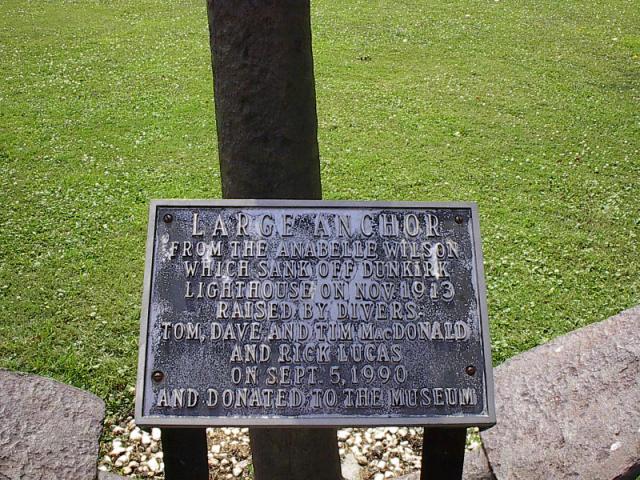 LARGE ANCHOR
FROM THE ANABELLE WILSON
WHICH SANK OFF DUNKIRK
LIGHTHOUSE ON NOV. 1913
RAISED BY DIVERS:
TOM, DAVE AND TIM MacDONALD
AND RICK LUCAS
ON SEPT. 5, 1990
AND DONATED TO THE MUSEUM